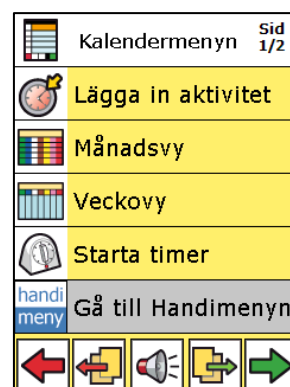 Kalendermenyn
Sid
1/2
Lägga in aktivitet
Månadsvy
Veckovy
Starta timer
handi
meny
Gå till Handimenyn